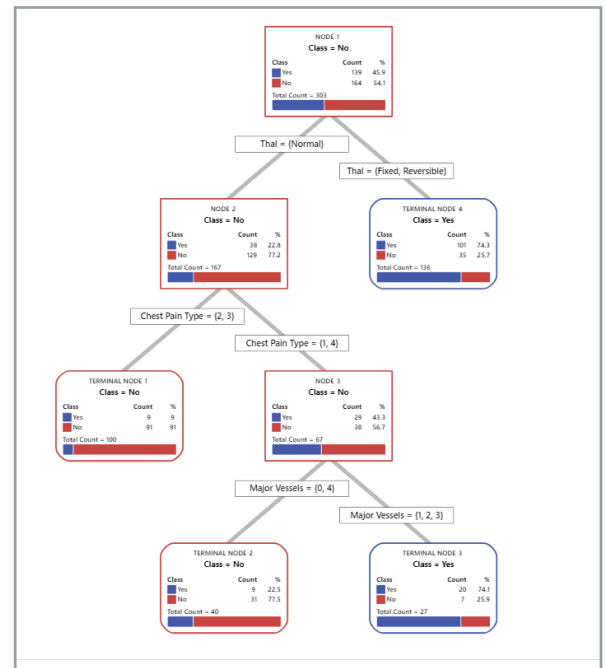 NODE 1
Class = No
Class Count %
Yes 139 45.9
No 164 54.1
Total Count = 303
Thal = {Normal}
Thal = {Fixed, Reversible}
NODE 2
Class = No
Class Count %
Yes 38 22.8
No 129 77.2
Total Count = 167
TERMINAL NODE 4
Class = Yes
Class Count %
Yes 101 74.3
No 35 25.7
Total Count = 136
Chest Pain Type = {2, 3}
Chest Pain Type = {1, 4}
TERMINAL NODE 1
Class = No
Class Count %
Yes 9 9
No 91 91
Total Count = 100
NODE 3
Class = No
Class Count %
Yes 29 43.3
No 38 56.7
Total Count = 67
Major Vessels = {0, 4}
Major Vessels = {1, 2, 3}
TERMINAL NODE 2
Class = No
Class Count %
Yes 9 22.5
No 31 77.5
Total Count = 40
TERMINAL NODE 3
Class = Yes
Class Count %
Yes 20 74.1
No 7 25.9
Total Count = 27